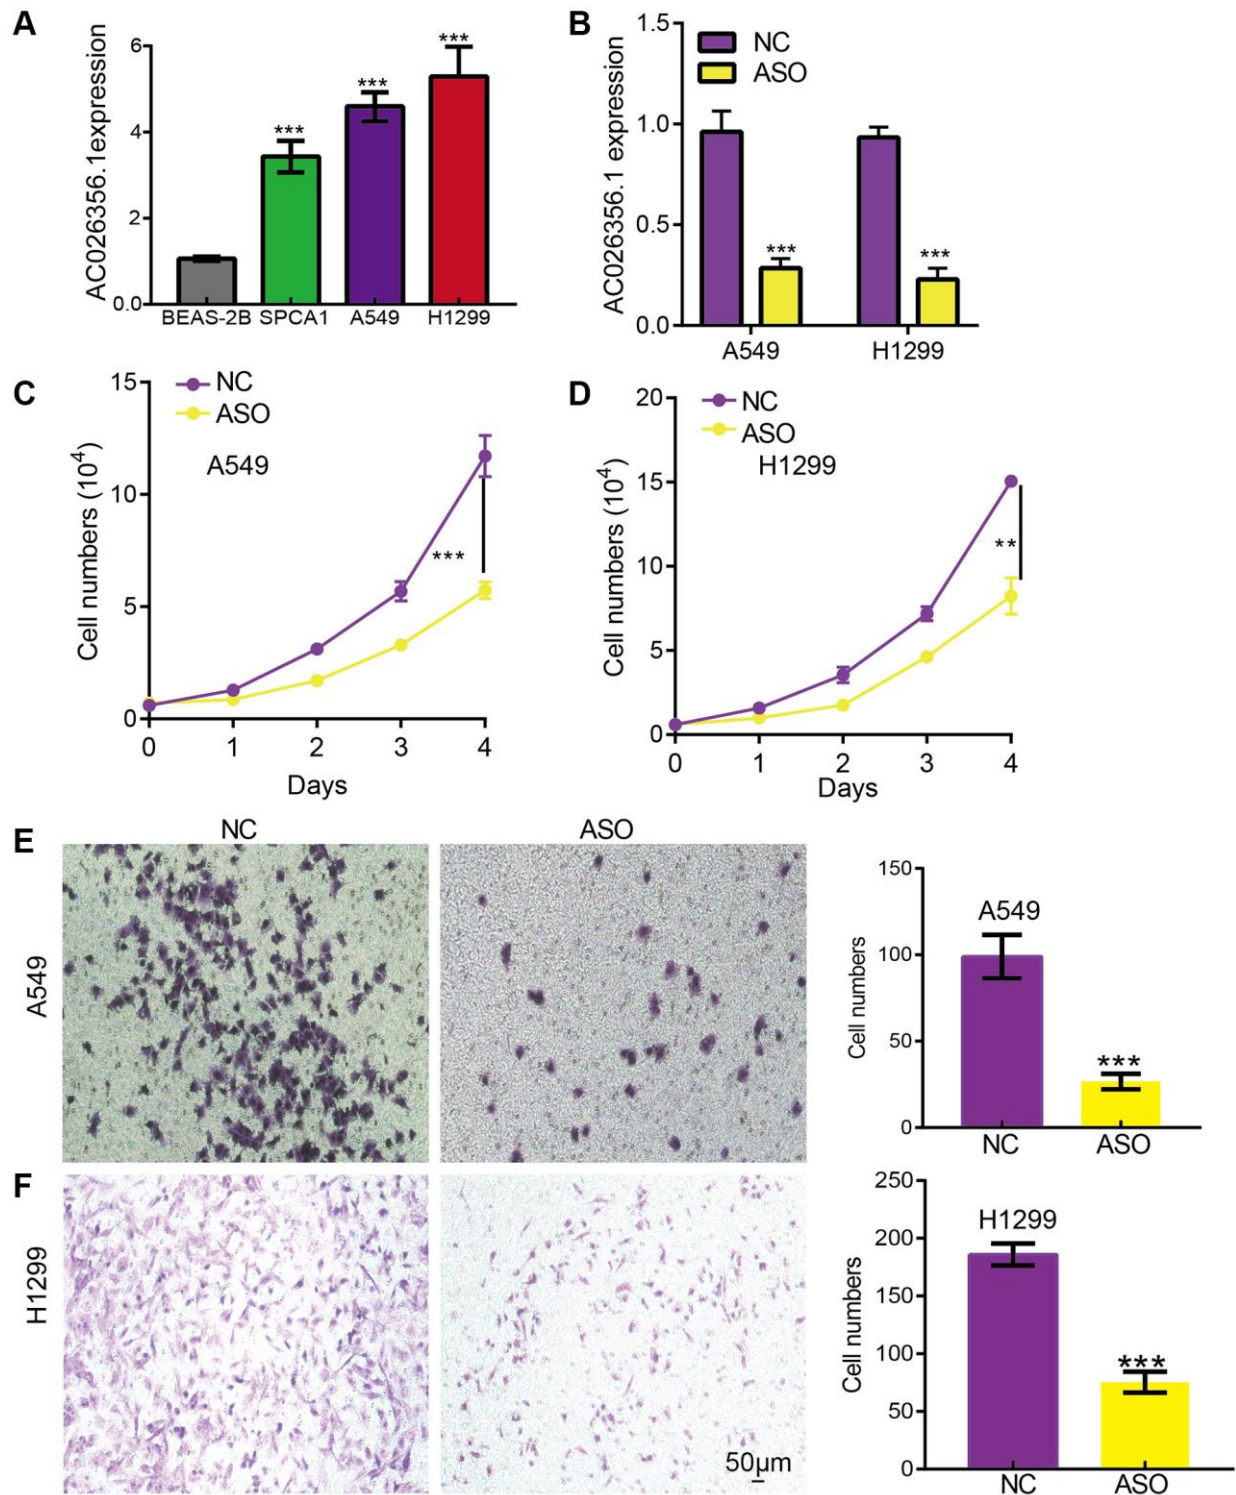 A
AC026356.1expression
6
4
2
0.0
***
***
***
BEAS-2B SPCA1 A549 H1299
B
AC026356.1 expression
1.5
1.0
0.5
0.0
NC
ASO
***
***
A549 H1299
C
Cell numbers (10⁴)
15
10
5
0
NC
ASO
A549
***
0 1 2 3 4
Days
D
Cell numbers (10⁴)
20
15
10
5
0
NC
ASO
H1299
**
0 1 2 3 4
Days
E
NC ASO
A549
Cell numbers
150
100
50
0
A549
***
NC ASO
F
H1299
50µm
Cell numbers
250
200
150
100
50
0
H1299
***
NC ASO